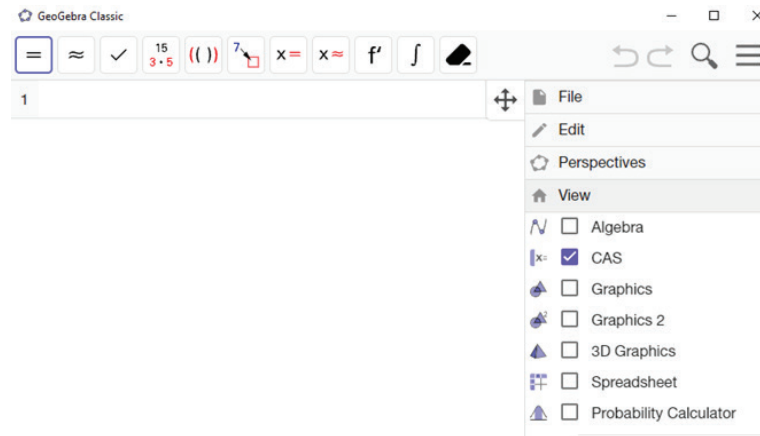 GeoGebra Classic
= ≈ ✓ 15 3·5 (( )) 7 x= x≈ f′ ∫
1
File
Edit
Perspectives
View
Algebra
x= CAS
Graphics
2 Graphics 2
3D Graphics
Spreadsheet
Probability Calculator